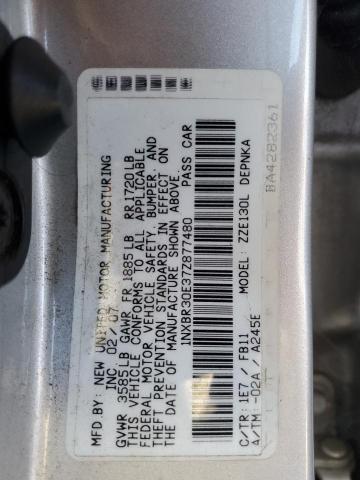 MFD.BY: NEW UNITED MOTOR MANUFACTURING
INC 02 / 07
GVWR 3585LB GAWR FR 1885LB RR1720LB
THIS VEHICLE CONFORMS TO ALL APPLICABLE
FEDERAL MOTOR VEHICLE SAFETY, BUMPER, AND
THEFT PREVENTION STANDARDS IN EFFECT ON
THE DATE OF MANUFACTURE SHOWN ABOVE.
1NXBR30E37Z877480 PASS CAR
MODEL: ZZE130L DEPNKA
C/TR: 1E7 / FB11
A/TM: -02A / A245E
BA4282361